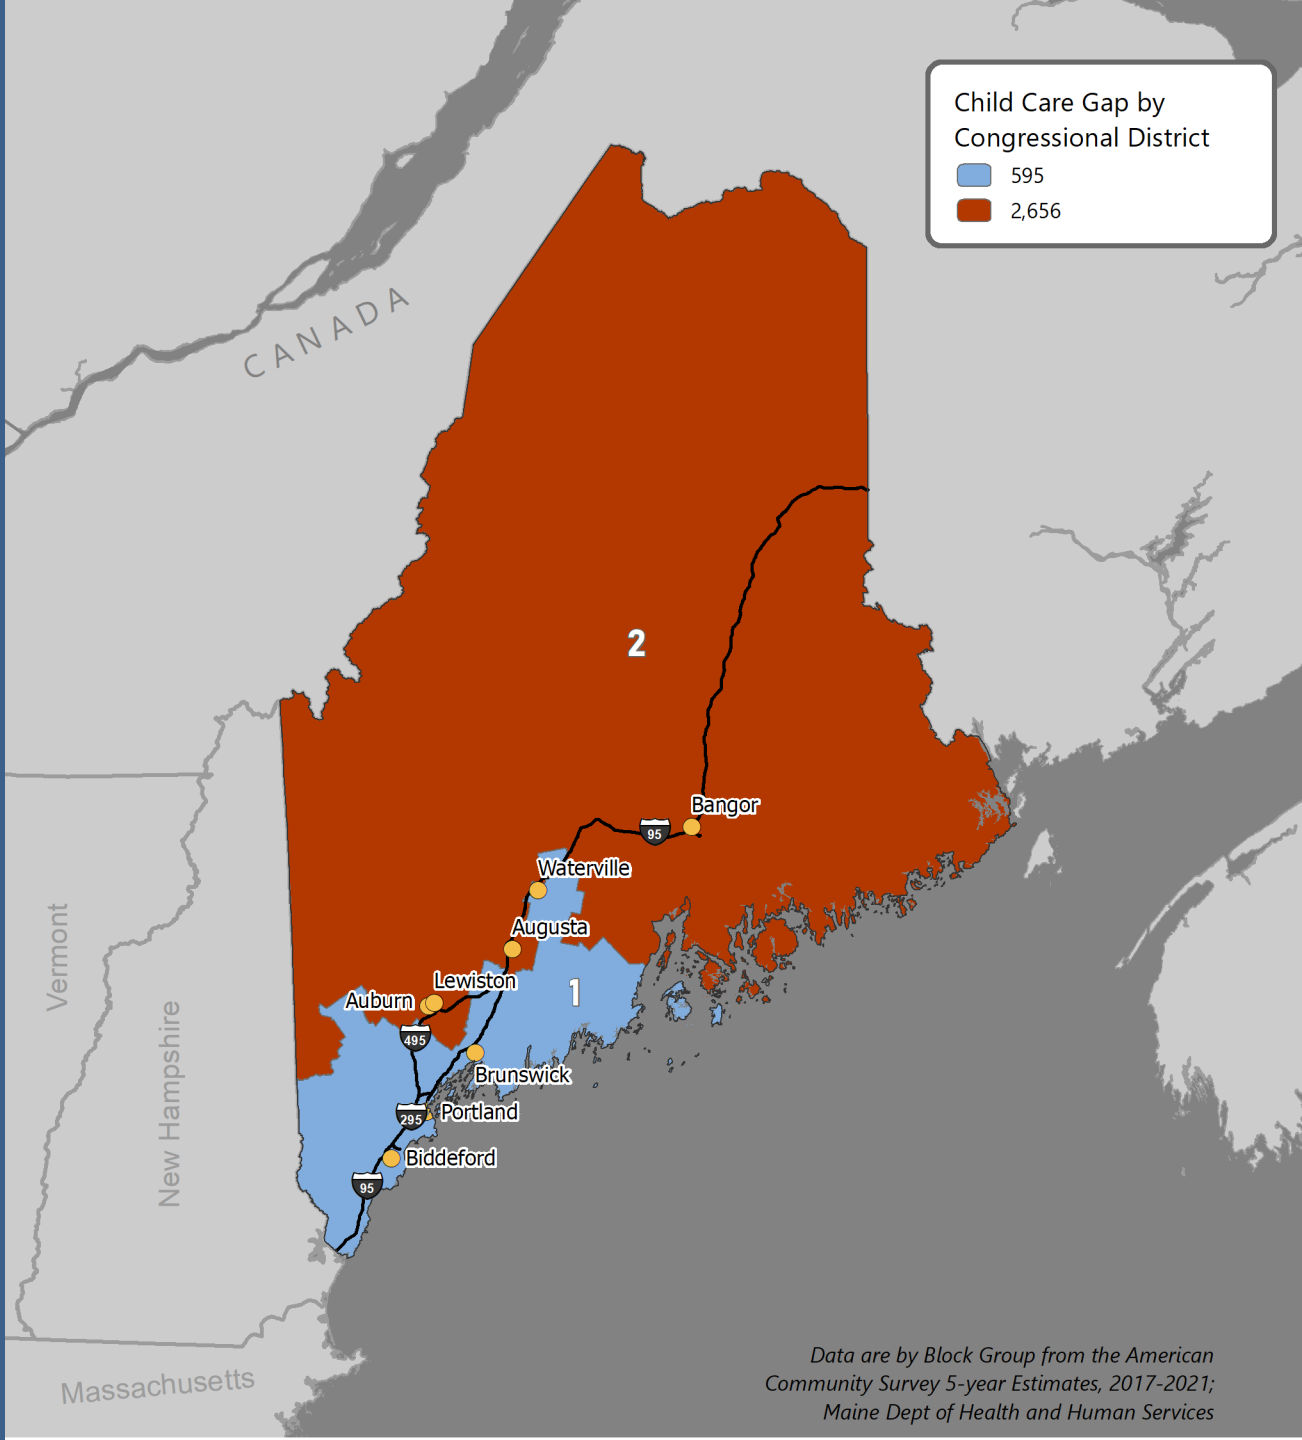 Child Care Gap by
Congressional District
595
2,656
CANADA
2
Bangor
95
Waterville
Augusta
Lewiston
1
Auburn
495
Brunswick
Portland
295
Biddeford
95
Vermont
New Hampshire
Massachusetts
Data are by Block Group from the American
Community Survey 5-year Estimates, 2017-2021;
Maine Dept of Health and Human Services